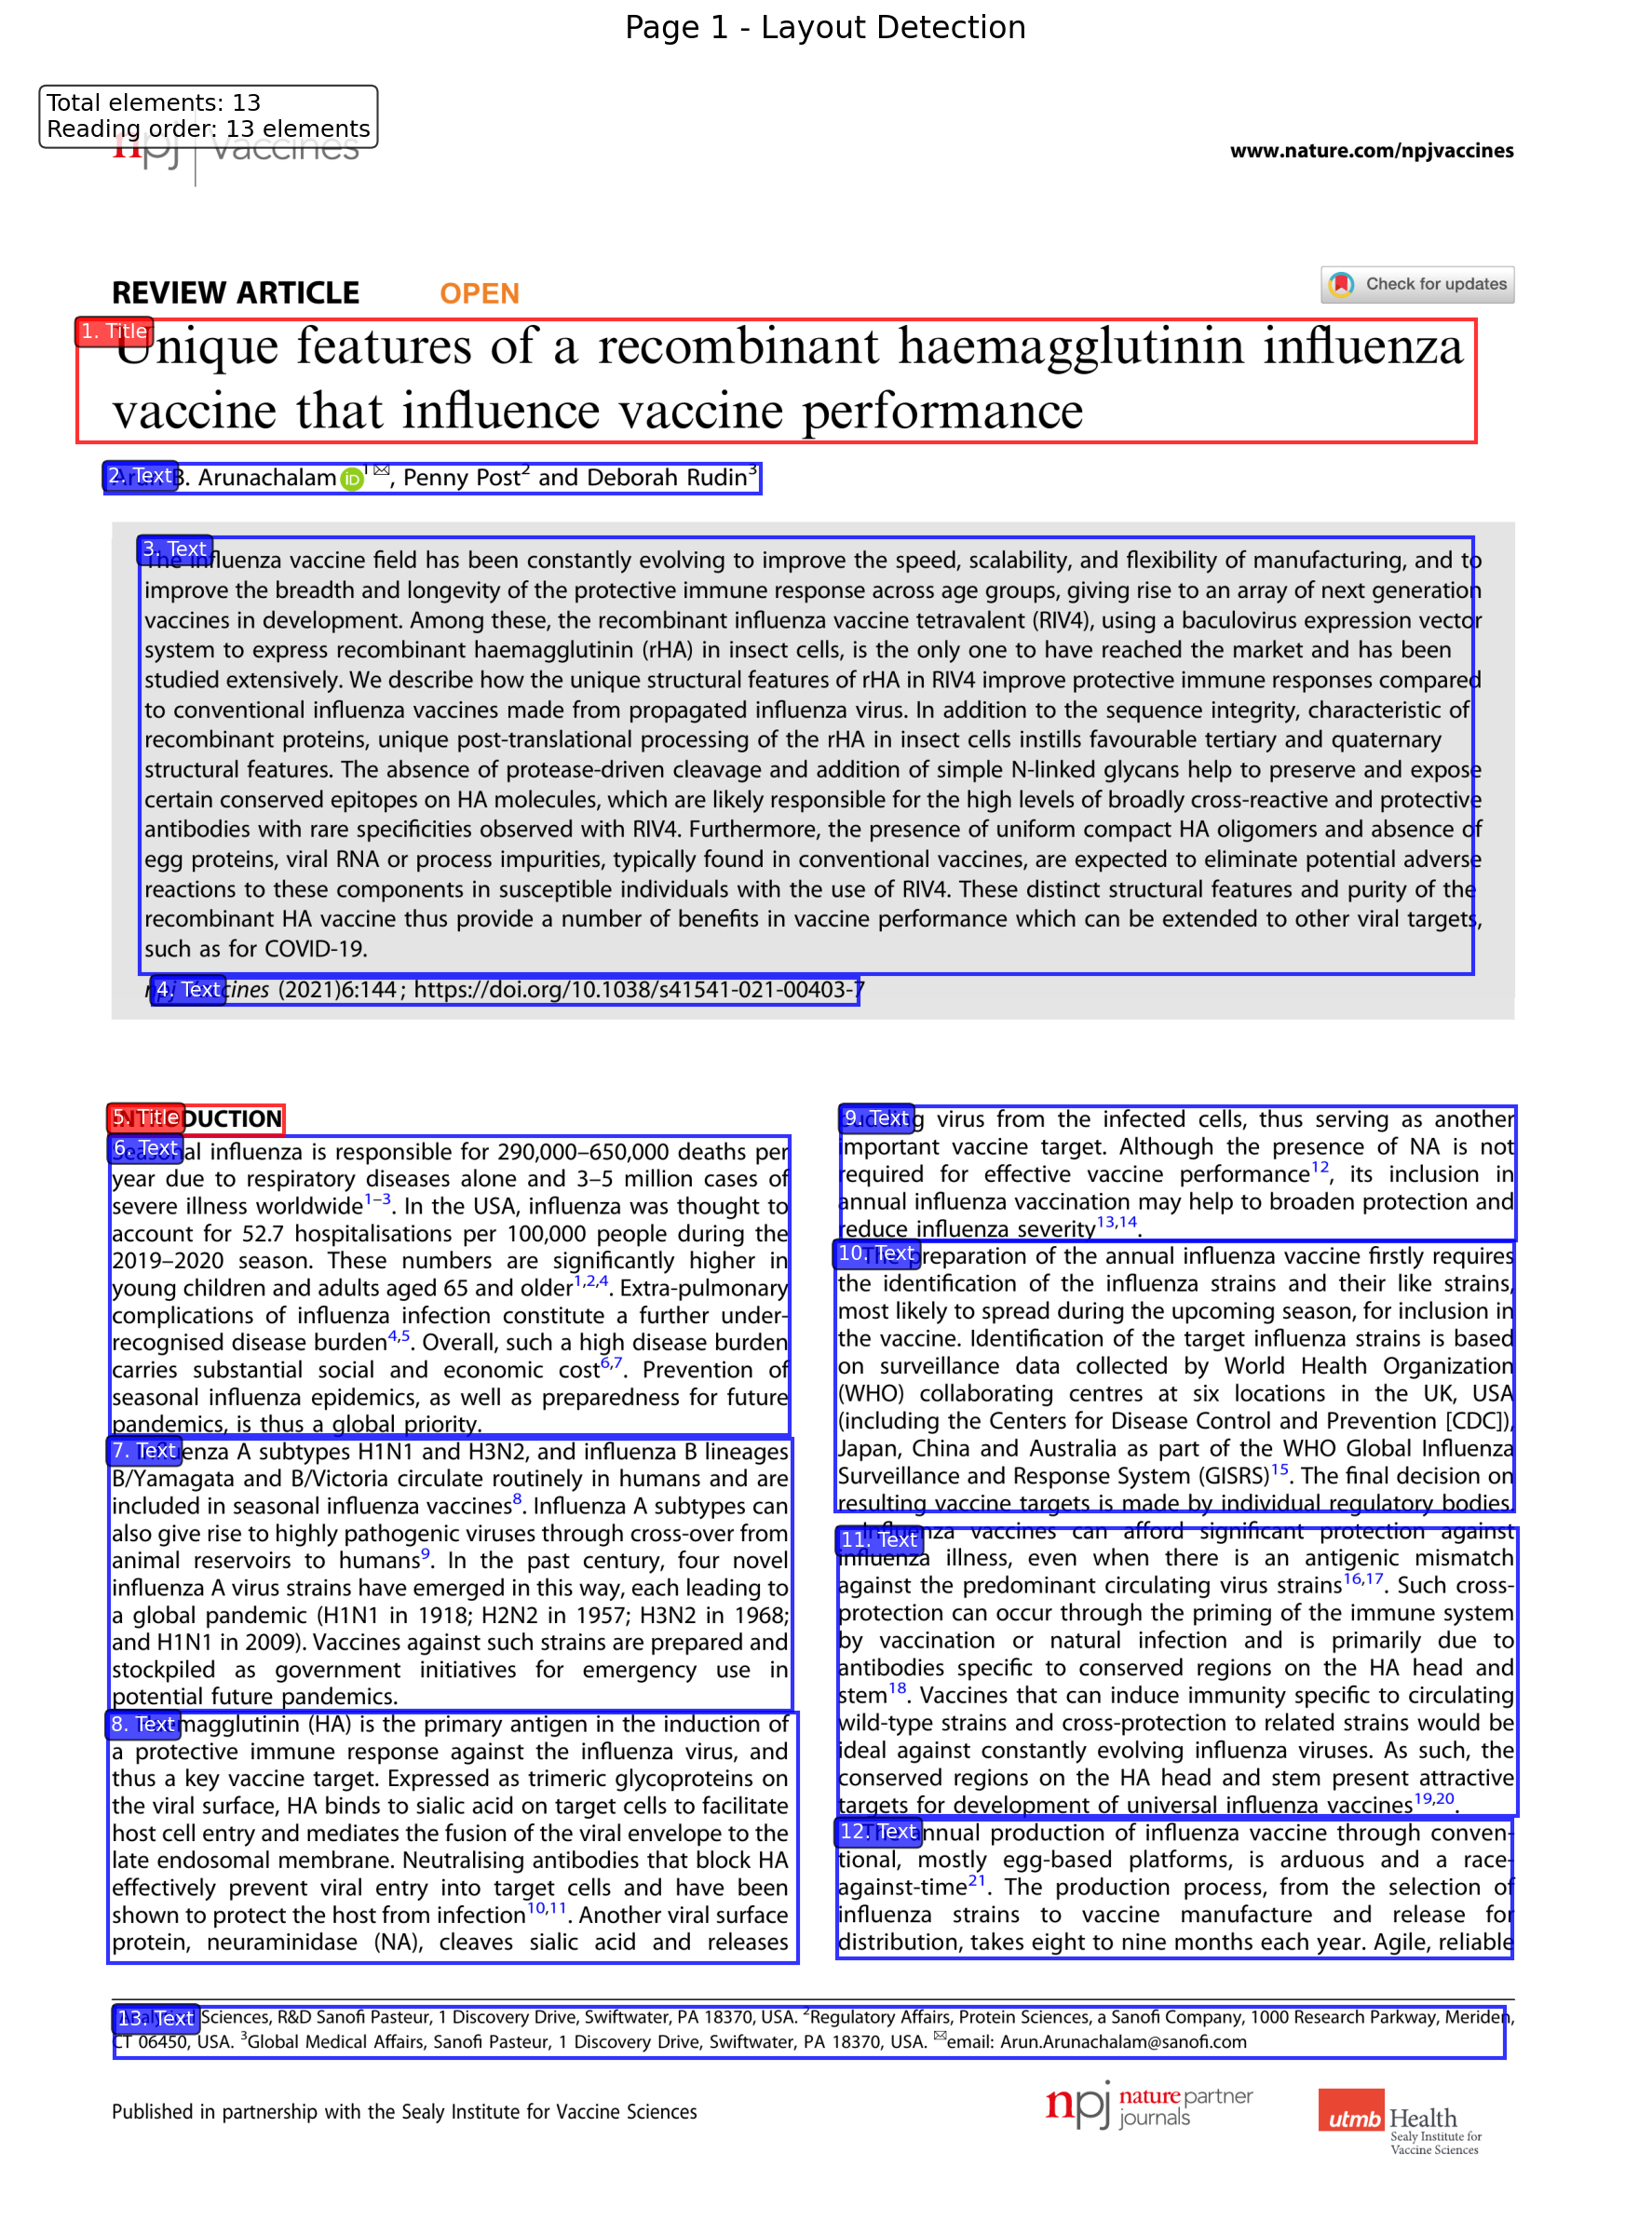 Page 1 - Layout Detection
Total elements: 13
Reading order: 13 elements
npj Vaccines
www.nature.com/npjvaccines
REVIEW ARTICLE OPEN
Check for updates
1. Title
Unique features of a recombinant haemagglutinin influenza
vaccine that influence vaccine performance
2. Text
B. Arunachalam iD 1✉, Penny Post2 and Deborah Rudin3
3. Text
The influenza vaccine field has been constantly evolving to improve the speed, scalability, and flexibility of manufacturing, and to
improve the breadth and longevity of the protective immune response across age groups, giving rise to an array of next generation
vaccines in development. Among these, the recombinant influenza vaccine tetravalent (RIV4), using a baculovirus expression vector
system to express recombinant haemagglutinin (rHA) in insect cells, is the only one to have reached the market and has been
studied extensively. We describe how the unique structural features of rHA in RIV4 improve protective immune responses compared
to conventional influenza vaccines made from propagated influenza virus. In addition to the sequence integrity, characteristic of
recombinant proteins, unique post-translational processing of the rHA in insect cells instills favourable tertiary and quaternary
structural features. The absence of protease-driven cleavage and addition of simple N-linked glycans help to preserve and expose
certain conserved epitopes on HA molecules, which are likely responsible for the high levels of broadly cross-reactive and protective
antibodies with rare specificities observed with RIV4. Furthermore, the presence of uniform compact HA oligomers and absence of
egg proteins, viral RNA or process impurities, typically found in conventional vaccines, are expected to eliminate potential adverse
reactions to these components in susceptible individuals with the use of RIV4. These distinct structural features and purity of the
recombinant HA vaccine thus provide a number of benefits in vaccine performance which can be extended to other viral targets,
such as for COVID-19.
4. Text
npj Vaccines (2021)6:144 ; https://doi.org/10.1038/s41541-021-00403-7
5. Title
INTRODUCTION
6. Text
Seasonal influenza is responsible for 290,000–650,000 deaths per
year due to respiratory diseases alone and 3–5 million cases of
severe illness worldwide1–3. In the USA, influenza was thought to
account for 52.7 hospitalisations per 100,000 people during the
2019–2020 season. These numbers are significantly higher in
young children and adults aged 65 and older1,2,4. Extra-pulmonary
complications of influenza infection constitute a further under-
recognised disease burden4,5. Overall, such a high disease burden
carries substantial social and economic cost6,7. Prevention of
seasonal influenza epidemics, as well as preparedness for future
pandemics, is thus a global priority.
7. Text
Influenza A subtypes H1N1 and H3N2, and influenza B lineages
B/Yamagata and B/Victoria circulate routinely in humans and are
included in seasonal influenza vaccines8. Influenza A subtypes can
also give rise to highly pathogenic viruses through cross-over from
animal reservoirs to humans9. In the past century, four novel
influenza A virus strains have emerged in this way, each leading to
a global pandemic (H1N1 in 1918; H2N2 in 1957; H3N2 in 1968;
and H1N1 in 2009). Vaccines against such strains are prepared and
stockpiled as government initiatives for emergency use in
potential future pandemics.
8. Text
Haemagglutinin (HA) is the primary antigen in the induction of
a protective immune response against the influenza virus, and
thus a key vaccine target. Expressed as trimeric glycoproteins on
the viral surface, HA binds to sialic acid on target cells to facilitate
host cell entry and mediates the fusion of the viral envelope to the
late endosomal membrane. Neutralising antibodies that block HA
effectively prevent viral entry into target cells and have been
shown to protect the host from infection10,11. Another viral surface
protein, neuraminidase (NA), cleaves sialic acid and releases
9. Text
budding virus from the infected cells, thus serving as another
important vaccine target. Although the presence of NA is not
required for effective vaccine performance12, its inclusion in
annual influenza vaccination may help to broaden protection and
reduce influenza severity13,14.
10. Text
The preparation of the annual influenza vaccine firstly requires
the identification of the influenza strains and their like strains,
most likely to spread during the upcoming season, for inclusion in
the vaccine. Identification of the target influenza strains is based
on surveillance data collected by World Health Organization
(WHO) collaborating centres at six locations in the UK, USA
(including the Centers for Disease Control and Prevention [CDC]),
Japan, China and Australia as part of the WHO Global Influenza
Surveillance and Response System (GISRS)15. The final decision on
resulting vaccine targets is made by individual regulatory bodies.
11. Text
Influenza vaccines can afford significant protection against
influenza illness, even when there is an antigenic mismatch
against the predominant circulating virus strains16,17. Such cross-
protection can occur through the priming of the immune system
by vaccination or natural infection and is primarily due to
antibodies specific to conserved regions on the HA head and
stem18. Vaccines that can induce immunity specific to circulating
wild-type strains and cross-protection to related strains would be
ideal against constantly evolving influenza viruses. As such, the
conserved regions on the HA head and stem present attractive
targets for development of universal influenza vaccines19,20.
12. Text
The annual production of influenza vaccine through conven-
tional, mostly egg-based platforms, is arduous and a race-
against-time21. The production process, from the selection of
influenza strains to vaccine manufacture and release for
distribution, takes eight to nine months each year. Agile, reliable
13. Text
Sciences, R&D Sanofi Pasteur, 1 Discovery Drive, Swiftwater, PA 18370, USA. 2Regulatory Affairs, Protein Sciences, a Sanofi Company, 1000 Research Parkway, Meriden,
CT 06450, USA. 3Global Medical Affairs, Sanofi Pasteur, 1 Discovery Drive, Swiftwater, PA 18370, USA. ✉email: Arun.Arunachalam@sanofi.com
Published in partnership with the Sealy Institute for Vaccine Sciences
npj nature partner
journals
utmb Health
Sealy Institute for
Vaccine Sciences